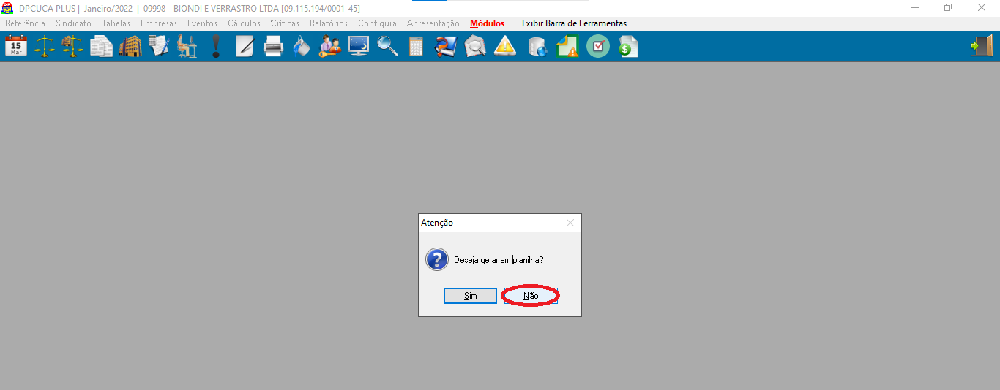 DPCUCA PLUS | Janeiro/2022 | 09998 - BIONDI E VERRASTRO LTDA [09.115.194/0001-45]
Referência Sindicato Tabelas Empresas Eventos Cálculos Críticas Relatórios Configura Apresentação Módulos Exibir Barra de Ferramentas
15
Mar
Atenção
Deseja gerar em planilha?
Sim Não